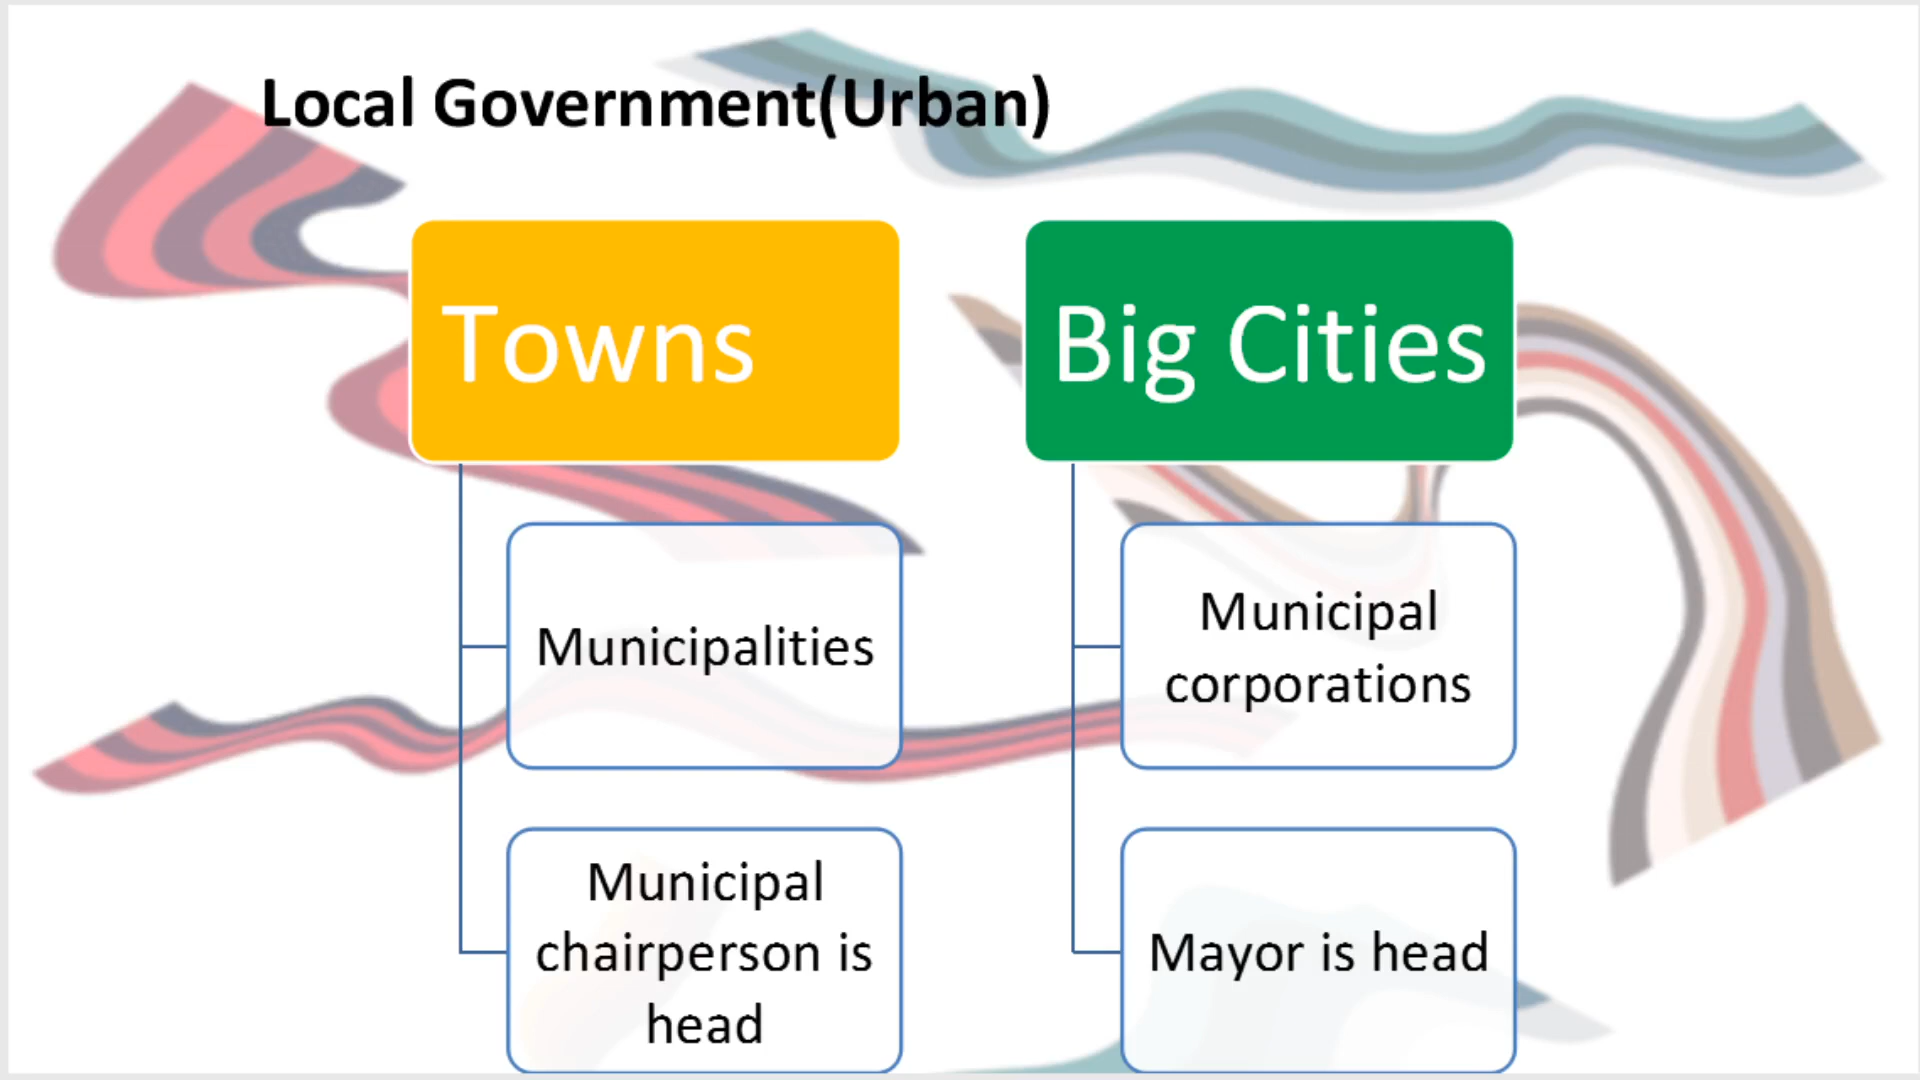 Local Government(Urban)
Towns
Municipalities
Municipal
chairperson is
head
Big Cities
Municipal
corporations
Mayor is head